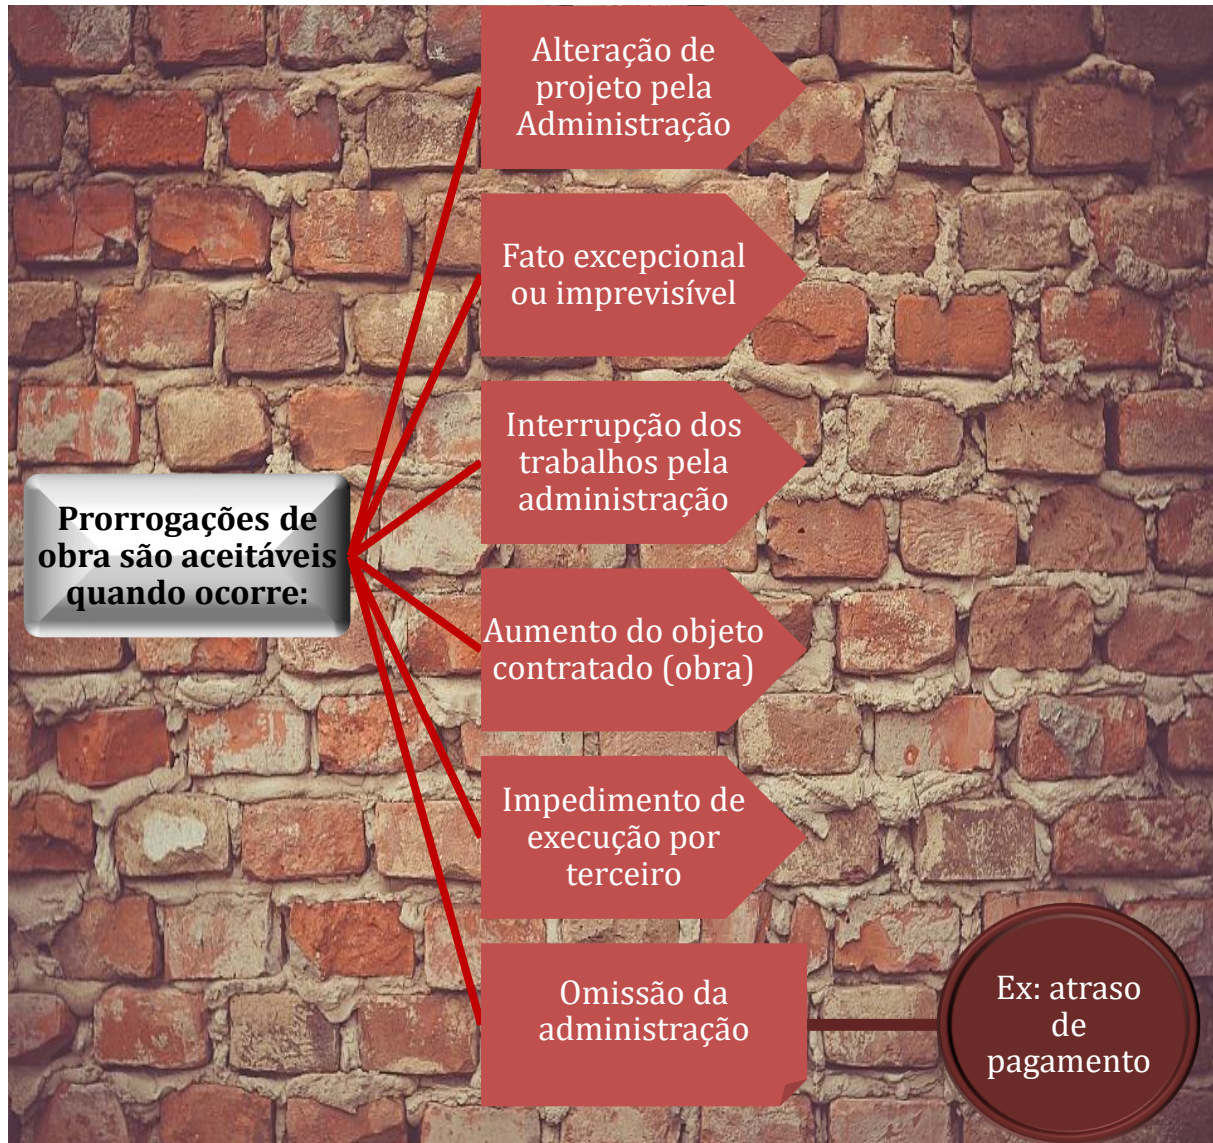 Alteração de
projeto pela
Administração
Fato excepcional
ou imprevisível
Interrupção dos
trabalhos pela
administração
Prorrogações de
obra são aceitáveis
quando ocorre:
Aumento do objeto
contratado (obra)
Impedimento de
execução por
terceiro
Omissão da
administração
Ex: atraso
de
pagamento